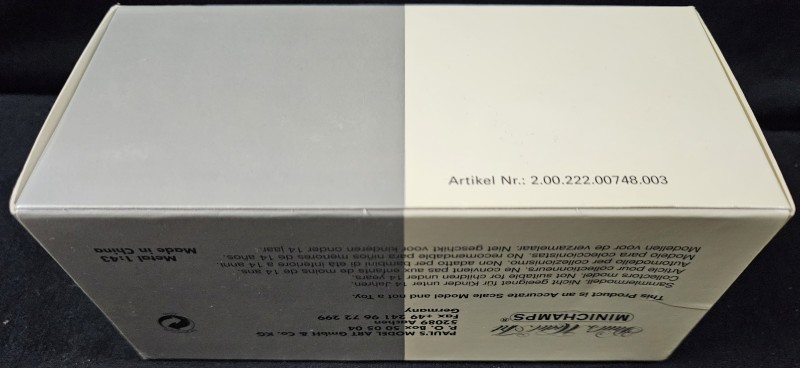 Artikel Nr.: 2.00.222.00748.003
Paul's Model Art
MINICHAMPS®
PAUL'S MODEL ART GmbH & Co. KG
P. O. Box 50 05 04
52089 Aachen
Fax +49 241 96 72 299
Germany
This Product is an Accurate Scale Model and not a Toy.
Sammlermodell. Nicht geeignet für Kinder unter 14 Jahren.
Collectors model. Not suitable for children under 14 years.
Article pour collectionneurs. Ne convient pas aux enfants de moins de 14 ans.
Automodello per collezionisti. Non adatto per bambini di età inferiore a 14 anni.
Modelo para coleccionistas. No recomendable para niños menores de 14 años.
Modellen voor de verzamelaar. Niet geschikt voor kinderen onder 14 jaar.
Metal 1:43
Made in China